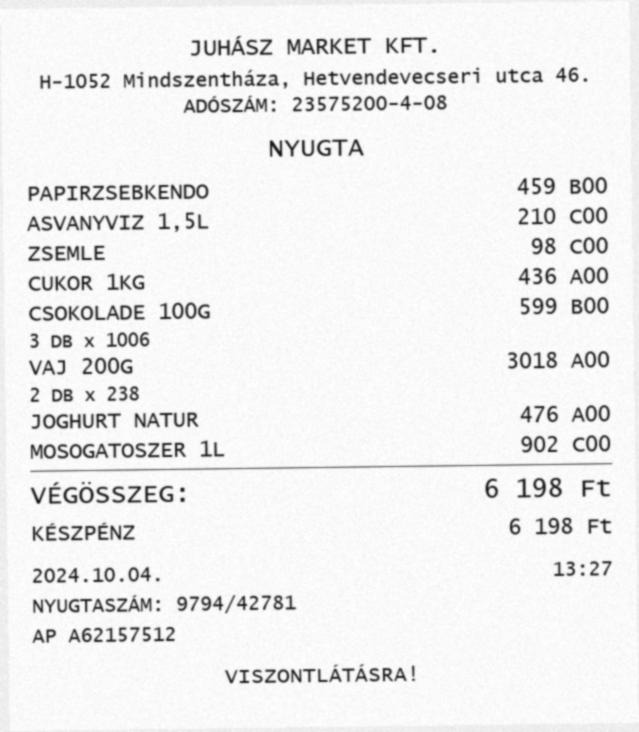 JUHÁSZ MARKET KFT.
H-1052 Mindszentháza, Hetvendevecseri utca 46.
ADÓSZÁM: 23575200-4-08
NYUGTA
PAPIRZSEBKENDO 459 B00
ASVANYVIZ 1,5L 210 C00
ZSEMLE 98 C00
CUKOR 1KG 436 A00
CSOKOLADE 100G 599 B00
3 DB x 1006
VAJ 200G 3018 A00
2 DB x 238
JOGHURT NATUR 476 A00
MOSOGATOSZER 1L 902 C00
VÉGÖSSZEG: 6 198 Ft
KÉSZPÉNZ 6 198 Ft
2024.10.04. 13:27
NYUGTASZÁM: 9794/42781
AP A62157512
VISZONTLÁTÁSRA!